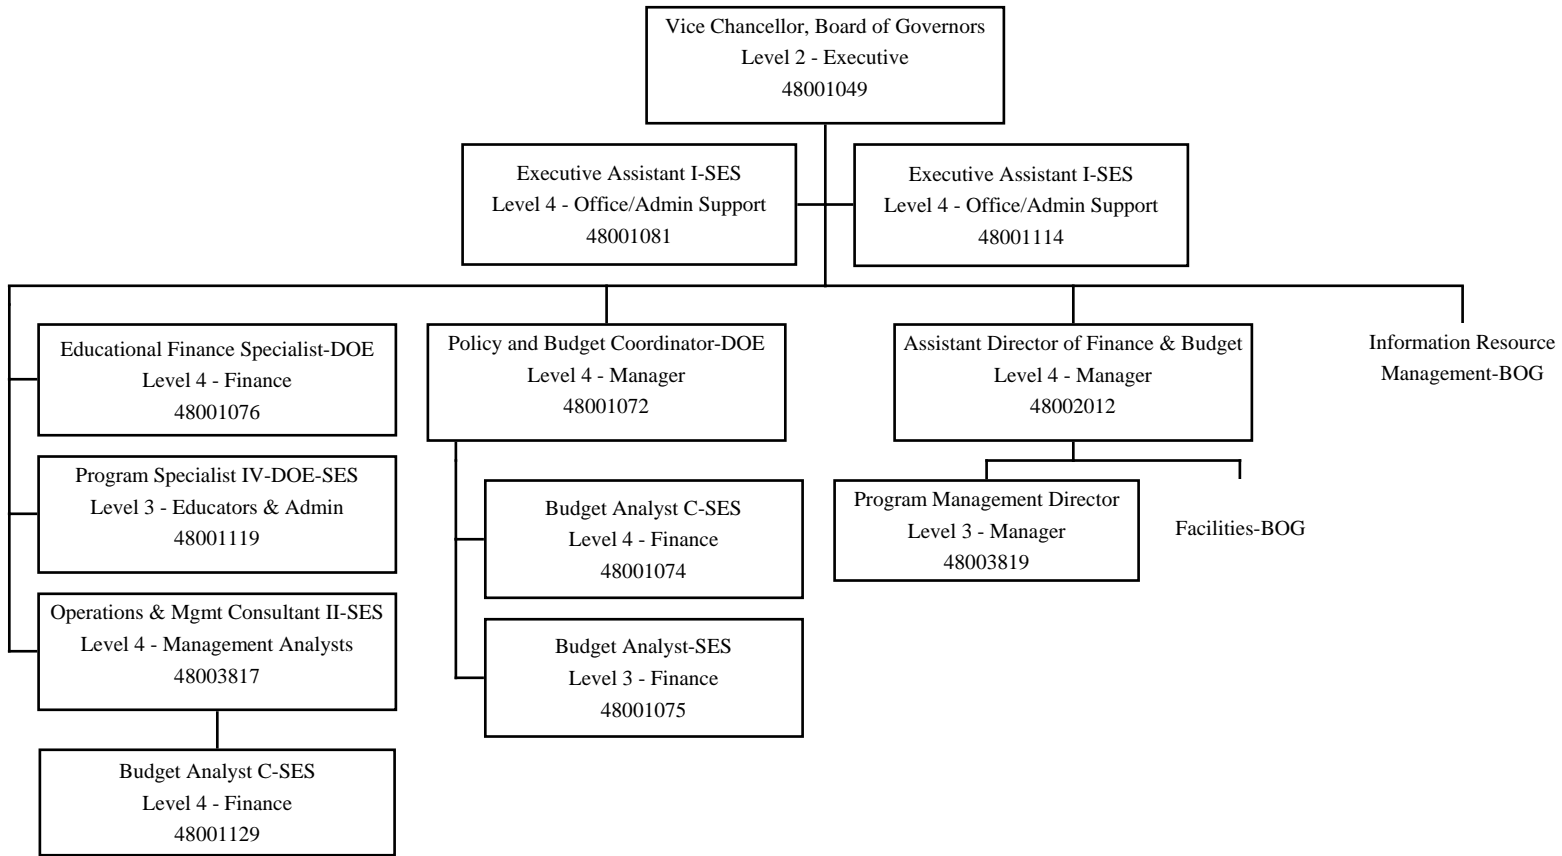 Vice Chancellor, Board of Governors
Level 2 - Executive
48001049
Executive Assistant I-SES
Level 4 - Office/Admin Support
48001081
Executive Assistant I-SES
Level 4 - Office/Admin Support
48001114
Educational Finance Specialist-DOE
Level 4 - Finance
48001076
Program Specialist IV-DOE-SES
Level 3 - Educators & Admin
48001119
Operations & Mgmt Consultant II-SES
Level 4 - Management Analysts
48003817
Budget Analyst C-SES
Level 4 - Finance
48001129
Policy and Budget Coordinator-DOE
Level 4 - Manager
48001072
Budget Analyst C-SES
Level 4 - Finance
48001074
Budget Analyst-SES
Level 3 - Finance
48001075
Assistant Director of Finance & Budget
Level 4 - Manager
48002012
Program Management Director
Level 3 - Manager
48003819
Facilities-BOG
Information Resource
Management-BOG